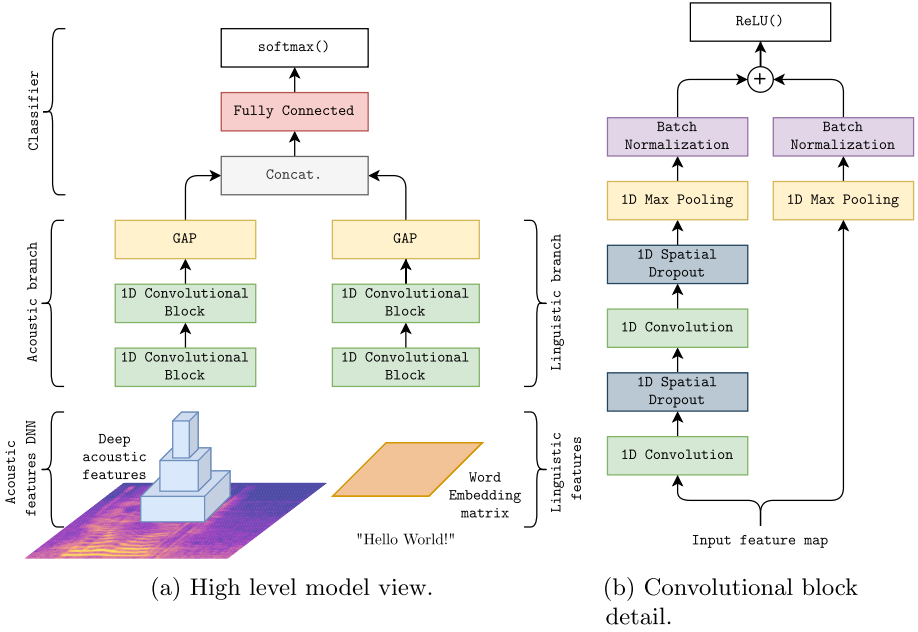 softmax()
Fully Connected
Concat.
Classifier
GAP
1D Convolutional
Block
1D Convolutional
Block
Acoustic branch
GAP
1D Convolutional
Block
1D Convolutional
Block
Linguistic branch
Acoustic
features DNN
Deep
acoustic
features
Word
Embedding
matrix
"Hello World!"
Linguistic
features
(a) High level model view.
ReLU()
+
Batch
Normalization
Batch
Normalization
1D Max Pooling
1D Max Pooling
1D Spatial
Dropout
1D Convolution
1D Spatial
Dropout
1D Convolution
Input feature map
(b) Convolutional block
detail.